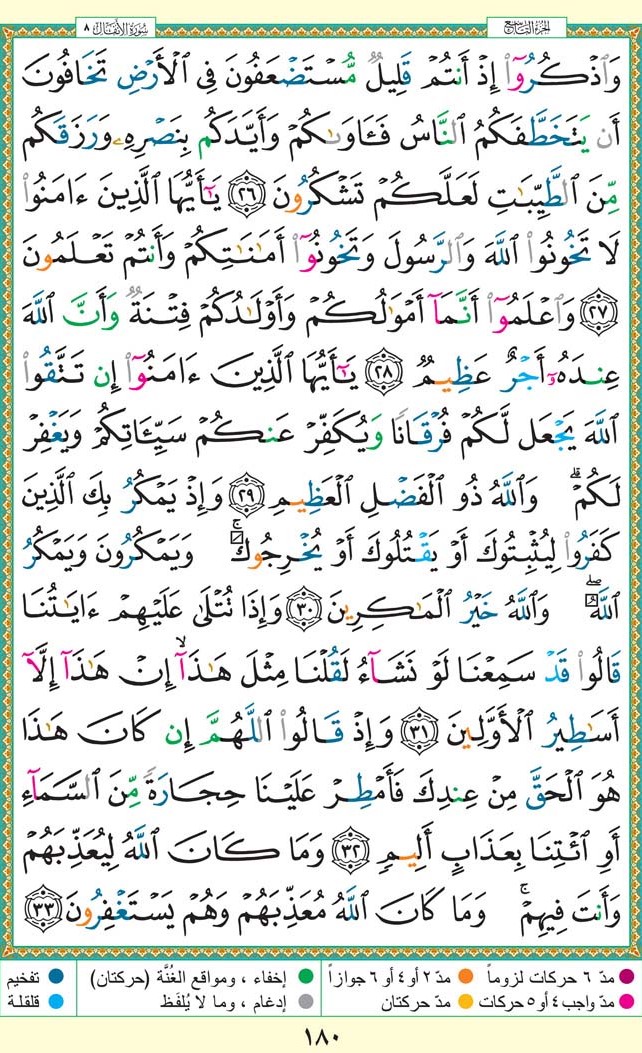 الجزء التاسع
سورة الأنفال ٨
وَٱذۡكُرُوٓاْ إِذۡ أَنتُمۡ قَلِيلٞ مُّسۡتَضۡعَفُونَ فِي ٱلۡأَرۡضِ تَخَافُونَ
أَن يَتَخَطَّفَكُمُ ٱلنَّاسُ فَـَٔاوَىٰكُمۡ وَأَيَّدَكُم بِنَصۡرِهِۦ وَرَزَقَكُم
مِّنَ ٱلطَّيِّبَٰتِ لَعَلَّكُمۡ تَشۡكُرُونَ ٢٦ يَٰٓأَيُّهَا ٱلَّذِينَ ءَامَنُواْ
لَا تَخُونُواْ ٱللَّهَ وَٱلرَّسُولَ وَتَخُونُوٓاْ أَمَٰنَٰتِكُمۡ وَأَنتُمۡ تَعۡلَمُونَ
٢٧ وَٱعۡلَمُوٓاْ أَنَّمَآ أَمۡوَٰلُكُمۡ وَأَوۡلَٰدُكُمۡ فِتۡنَةٞ وَأَنَّ ٱللَّهَ
عِندَهُۥٓ أَجۡرٌ عَظِيمٞ ٢٨ يَٰٓأَيُّهَا ٱلَّذِينَ ءَامَنُوٓاْ إِن تَتَّقُواْ
ٱللَّهَ يَجۡعَل لَّكُمۡ فُرۡقَانٗا وَيُكَفِّرۡ عَنكُمۡ سَيِّـَٔاتِكُمۡ وَيَغۡفِرۡ
لَكُمۡۗ وَٱللَّهُ ذُو ٱلۡفَضۡلِ ٱلۡعَظِيمِ ٢٩ وَإِذۡ يَمۡكُرُ بِكَ ٱلَّذِينَ
كَفَرُواْ لِيُثۡبِتُوكَ أَوۡ يَقۡتُلُوكَ أَوۡ يُخۡرِجُوكَۚ وَيَمۡكُرُونَ وَيَمۡكُرُ
ٱللَّهُۖ وَٱللَّهُ خَيۡرُ ٱلۡمَٰكِرِينَ ٣٠ وَإِذَا تُتۡلَىٰ عَلَيۡهِمۡ ءَايَٰتُنَا
قَالُواْ قَدۡ سَمِعۡنَا لَوۡ نَشَآءُ لَقُلۡنَا مِثۡلَ هَٰذَآۙ إِنۡ هَٰذَآ إِلَّآ
أَسَٰطِيرُ ٱلۡأَوَّلِينَ ٣١ وَإِذۡ قَالُواْ ٱللَّهُمَّ إِن كَانَ هَٰذَا
هُوَ ٱلۡحَقَّ مِنۡ عِندِكَ فَأَمۡطِرۡ عَلَيۡنَا حِجَارَةٗ مِّنَ ٱلسَّمَآءِ
أَوِ ٱئۡتِنَا بِعَذَابٍ أَلِيمٖ ٣٢ وَمَا كَانَ ٱللَّهُ لِيُعَذِّبَهُمۡ
وَأَنتَ فِيهِمۡۚ وَمَا كَانَ ٱللَّهُ مُعَذِّبَهُمۡ وَهُمۡ يَسۡتَغۡفِرُونَ ٣٣
مدّ ٦ حركات لزوماً مدّ ٢ أو ٤ أو ٦ جوازاً إخفاء ، ومواقع الغُنَّة (حركتان) تفخيم
مدّ واجب ٤ أو ٥ حركات مدّ حركتان إدغام ، وما لا يُلفَظ قلقلة
١٨٠